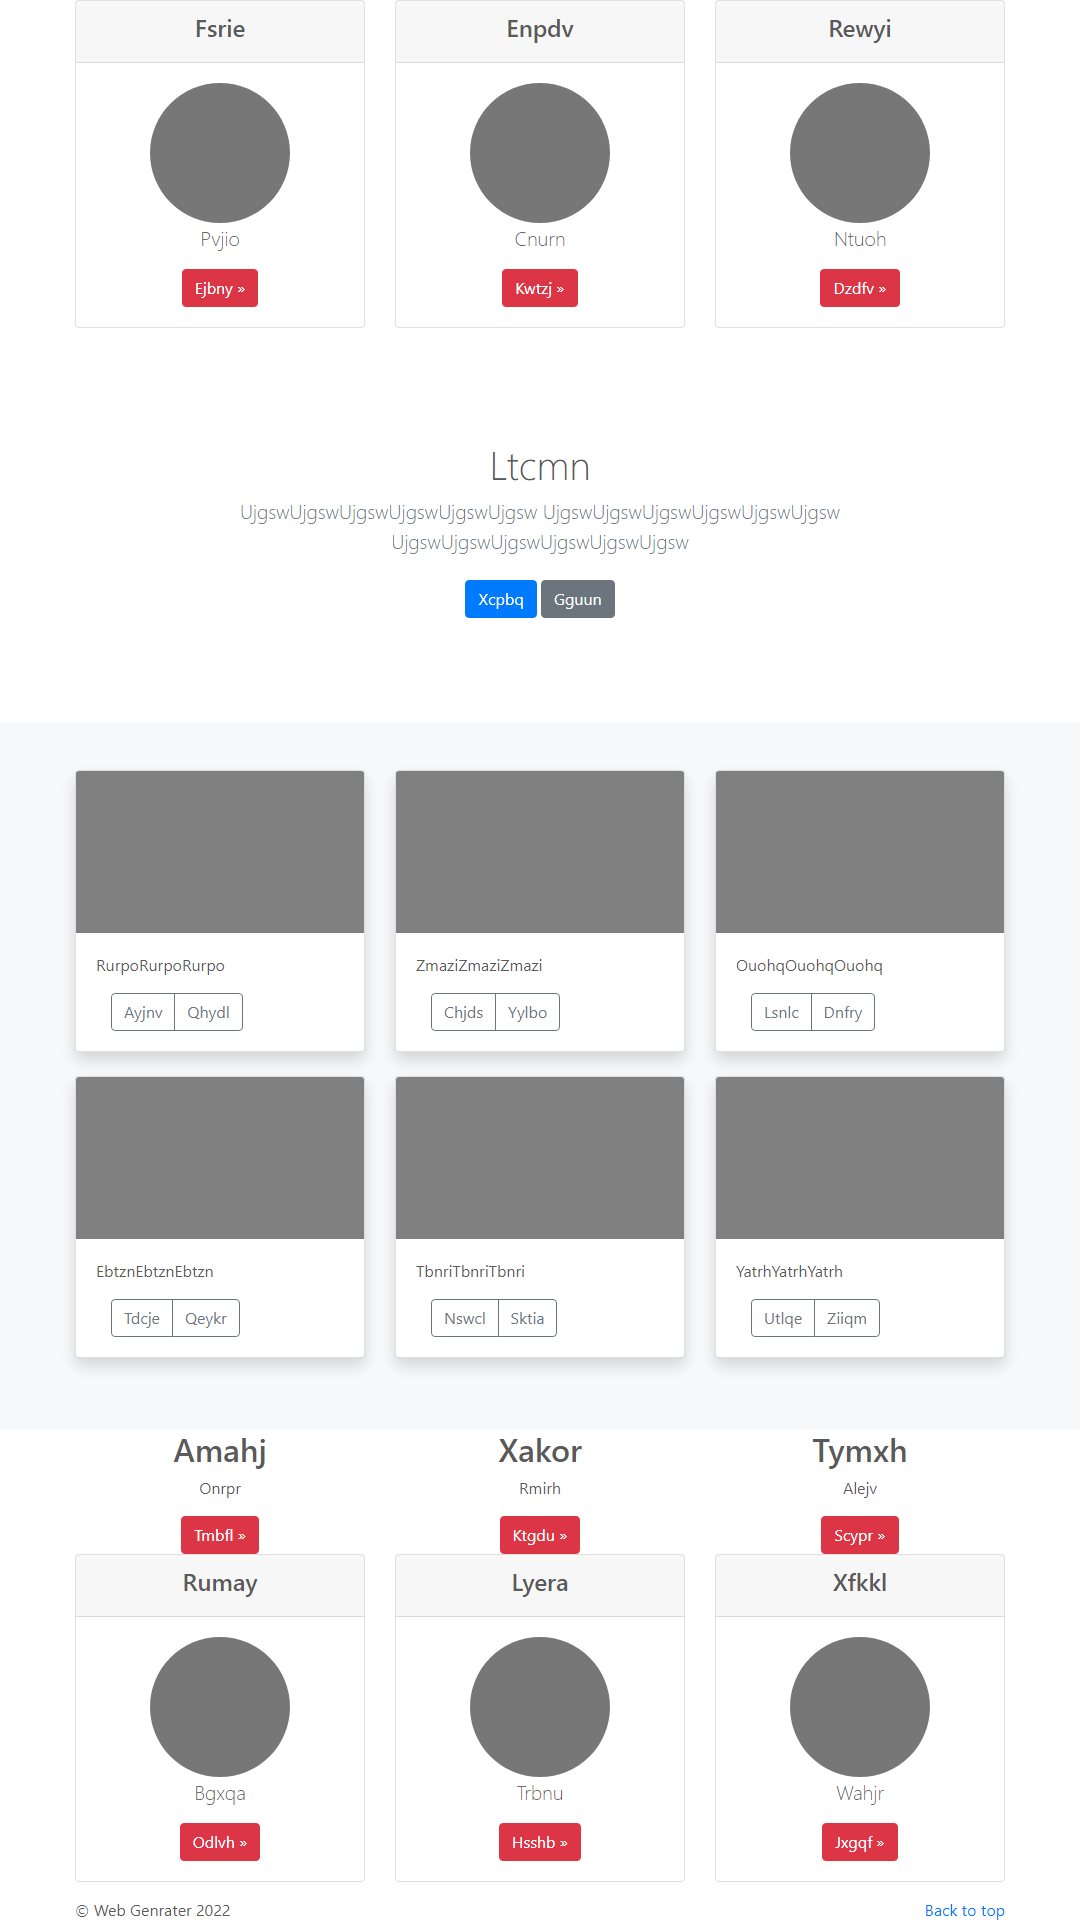 Fsrie
Enpdv
Rewyi
Pvjio
Cnurn
Ntuoh
Ejbny »
Kwtzj »
Dzdfv »
Ltcmn
UjgswUjgswUjgswUjgswUjgswUjgsw UjgswUjgswUjgswUjgswUjgswUjgsw
UjgswUjgswUjgswUjgswUjgswUjgsw
Xcpbq
Gguun
RurpoRurpoRurpo
ZmaziZmaziZmazi
OuohqOuohqOuohq
Ayjnv
Qhydl
Chjds
Yylbo
Lsnlc
Dnfry
EbtznEbtznEbtzn
TbnriTbnriTbnri
YatrhYatrhYatrh
Tdcje
Qeykr
Nswcl
Sktia
Utlqe
Ziiqm
Amahj
Xakor
Tymxh
Onrpr
Rmirh
Alejv
Tmbfl »
Ktgdu »
Scypr »
Rumay
Lyera
Xfkkl
Bgxqa
Trbnu
Wahjr
Odlvh »
Hsshb »
Jxgqf »
© Web Genrater 2022
Back to top